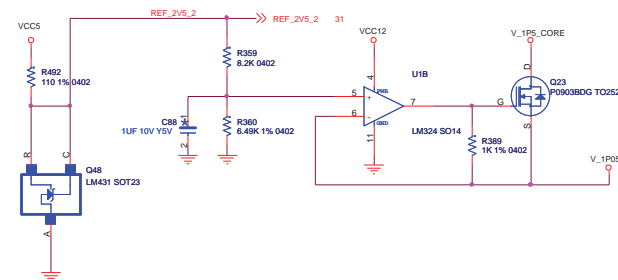 REF_2V5_2
REF_2V5_2 31
VCC5
VCC12
V_1P5_CORE
R492
110 1% 0402
R359
8.2K 0402
U1B
4
PWR
5
+
7
6
-
GND
11
LM324 SO14
D
Q23
P0903BDG TO252
G
S
C88
1
1UF 10V Y5V
2
R360
6.49K 1% 0402
R389
1K 1% 0402
V_1P05
R
C
Q48
LM431 SOT23
A